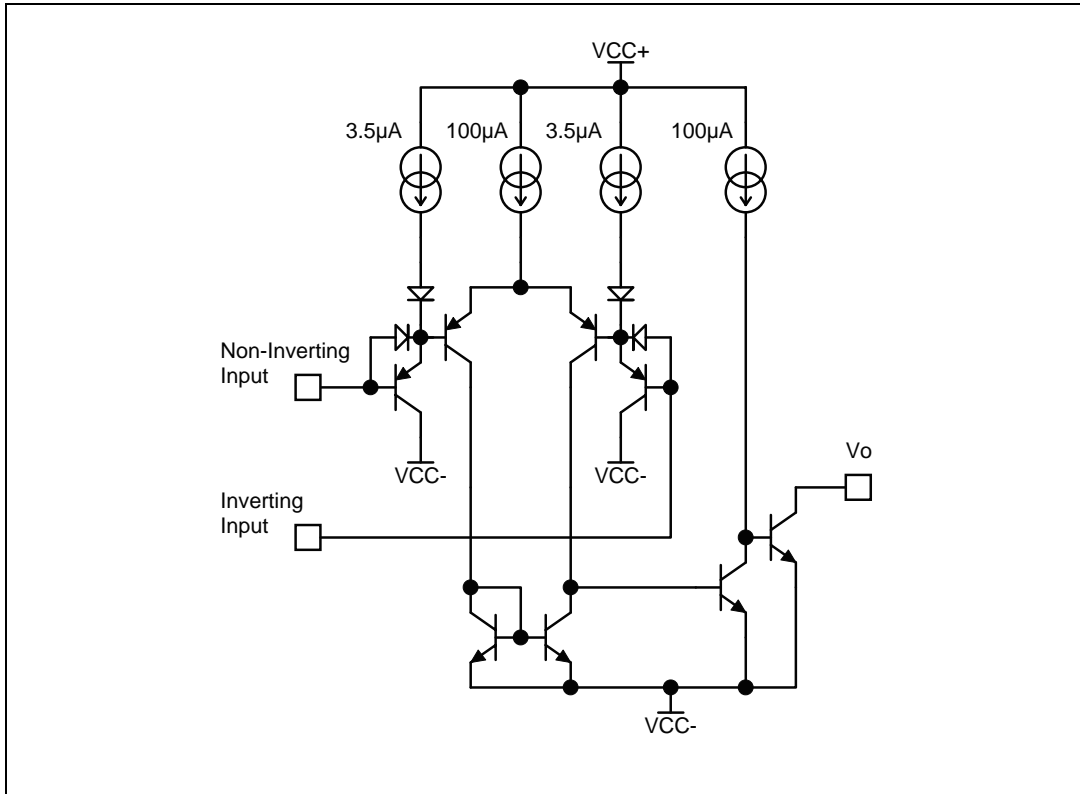 VCC+
3.5µA
100µA
3.5µA
100µA
Non-Inverting
Input
VCC-
VCC-
Vo
Inverting
Input
VCC-